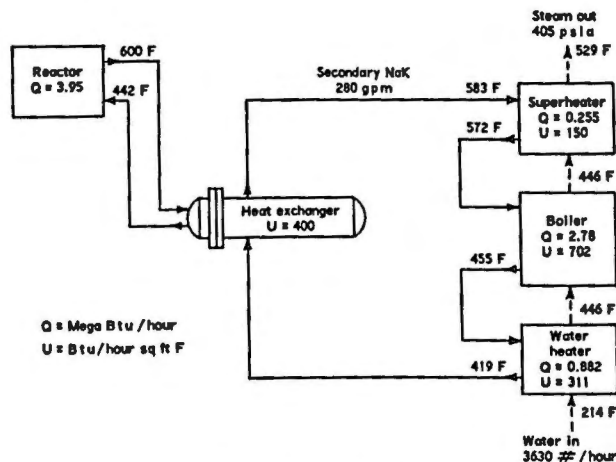 Steam out
405 psia
529 F
600 F
Reactor
Q = 3.95
442 F
Secondary NaK
280 gpm
583 F
Superheater
Q = 0.255
U = 150
572 F
446 F
Heat exchanger
U = 400
Boiler
Q = 2.78
U = 702
455 F
446 F
Q = Mega Btu/hour
U = Btu/hour sq ft F
Water
heater
Q = 0.882
U = 311
419 F
214 F
Water in
3630 #/hour